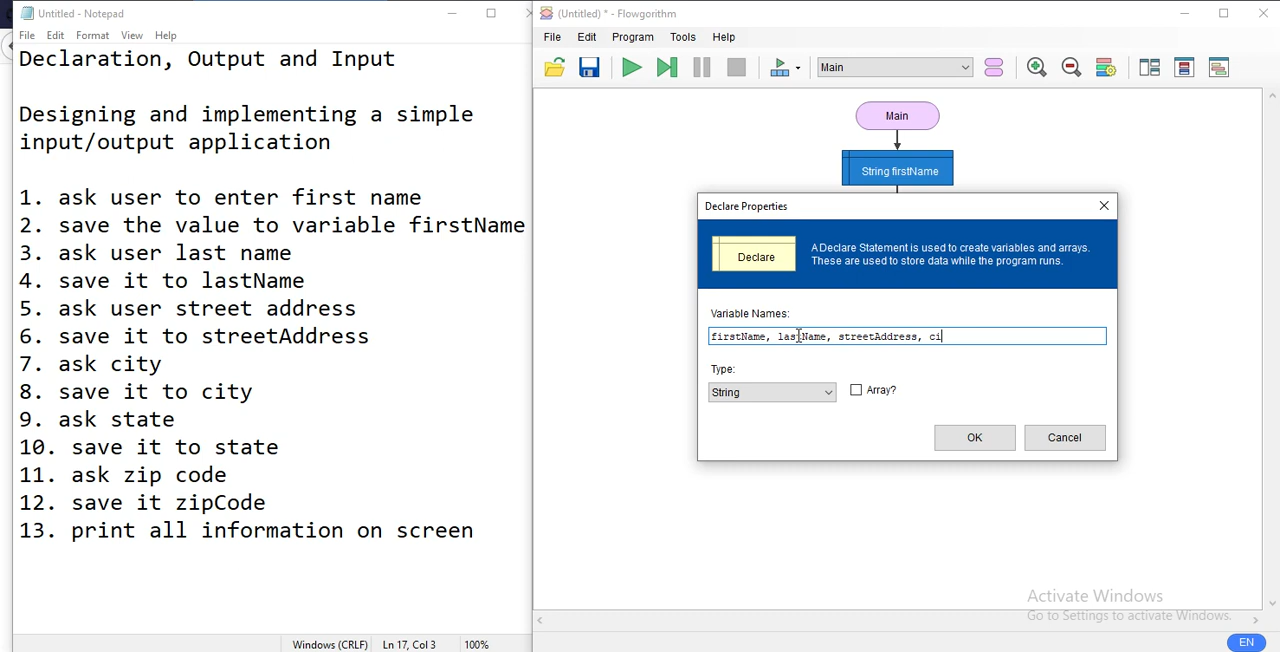 Untitled - Notepad
File Edit Format View Help
Declaration, Output and Input
Designing and implementing a simple
input/output application
1. ask user to enter first name
2. save the value to variable firstName
3. ask user last name
4. save it to lastName
5. ask user street address
6. save it to streetAddress
7. ask city
8. save it to city
9. ask state
10. save it to state
11. ask zip code
12. save it zipCode
13. print all information on screen
Windows (CRLF) Ln 17, Col 3 100%
(Untitled) * - Flowgorithm
File Edit Program Tools Help
Main
Main
String firstName
Declare Properties
Declare
A Declare Statement is used to create variables and arrays.
These are used to store data while the program runs.
Variable Names:
firstName, lastName, streetAddress, ci
Type:
String
Array?
OK Cancel
Activate Windows
Go to Settings to activate Windows.
EN